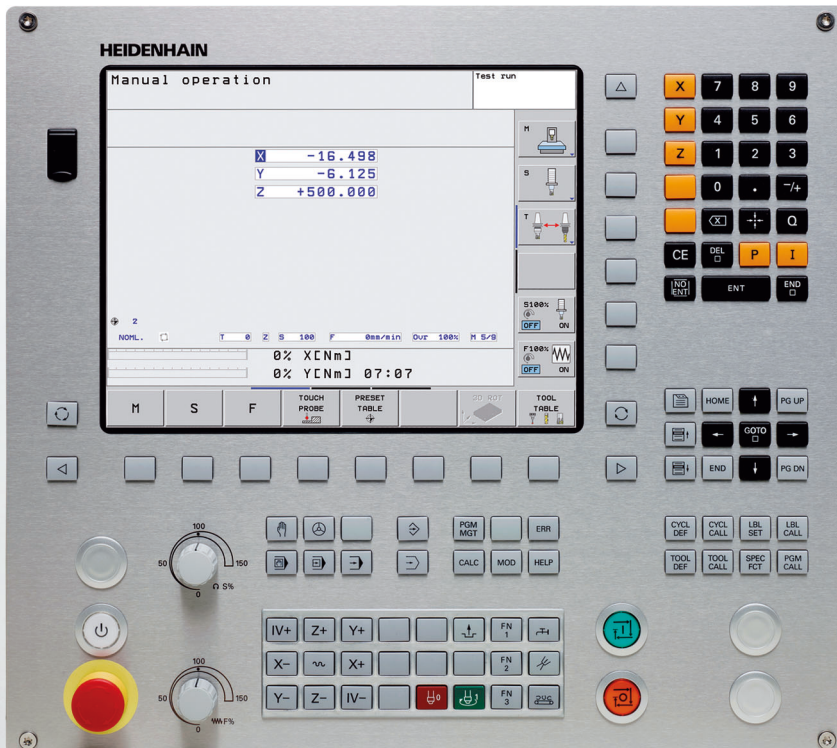 HEIDENHAIN
Manual operation
Test run
X -16.498
Y -6.125
Z +500.000
M
S
T
S100%
OFF ON
F100%
OFF ON
2
NOML. T 0 Z S 100 F 0mm/min Ovr 100% M 5/9
0% X[Nm]
0% Y[Nm] 07:07
M
S
F
TOUCH
PROBE
PRESET
TABLE
3D ROT
TOOL
TABLE
X 7 8 9
Y 4 5 6
Z 1 2 3
0 . -/+
X Q
CE DEL P I
NO
ENT
ENT
END
HOME PG UP
GOTO
END PG DN
CYCL
DEF
CYCL
CALL
LBL
SET
LBL
CALL
TOOL
DEF
TOOL
CALL
SPEC
FCT
PGM
CALL
PGM
MGT
ERR
CALC MOD HELP
100
50 150
0 S%
100
50 150
0 F%
IV+ Z+ Y+ FN
1
X- X+ FN
2
Y- Z- IV- 0 FN
3
I
O